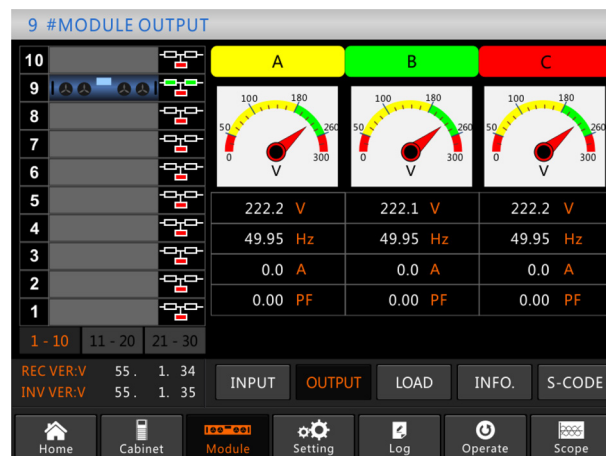 9 #MODULE OUTPUT
10
9
8
7
6
5
4
3
2
1
1 - 10 11 - 20 21 - 30
REC VER:V 55. 1. 34
INV VER:V 55. 1. 35
A B C
0 50 100 180 260 300 V
0 50 100 180 260 300 V
0 50 100 180 260 300 V
222.2 V 222.1 V 222.2 V
49.95 Hz 49.95 Hz 49.95 Hz
0.0 A 0.0 A 0.0 A
0.00 PF 0.00 PF 0.00 PF
INPUT OUTPUT LOAD INFO. S-CODE
Home Cabinet Module Setting Log Operate Scope